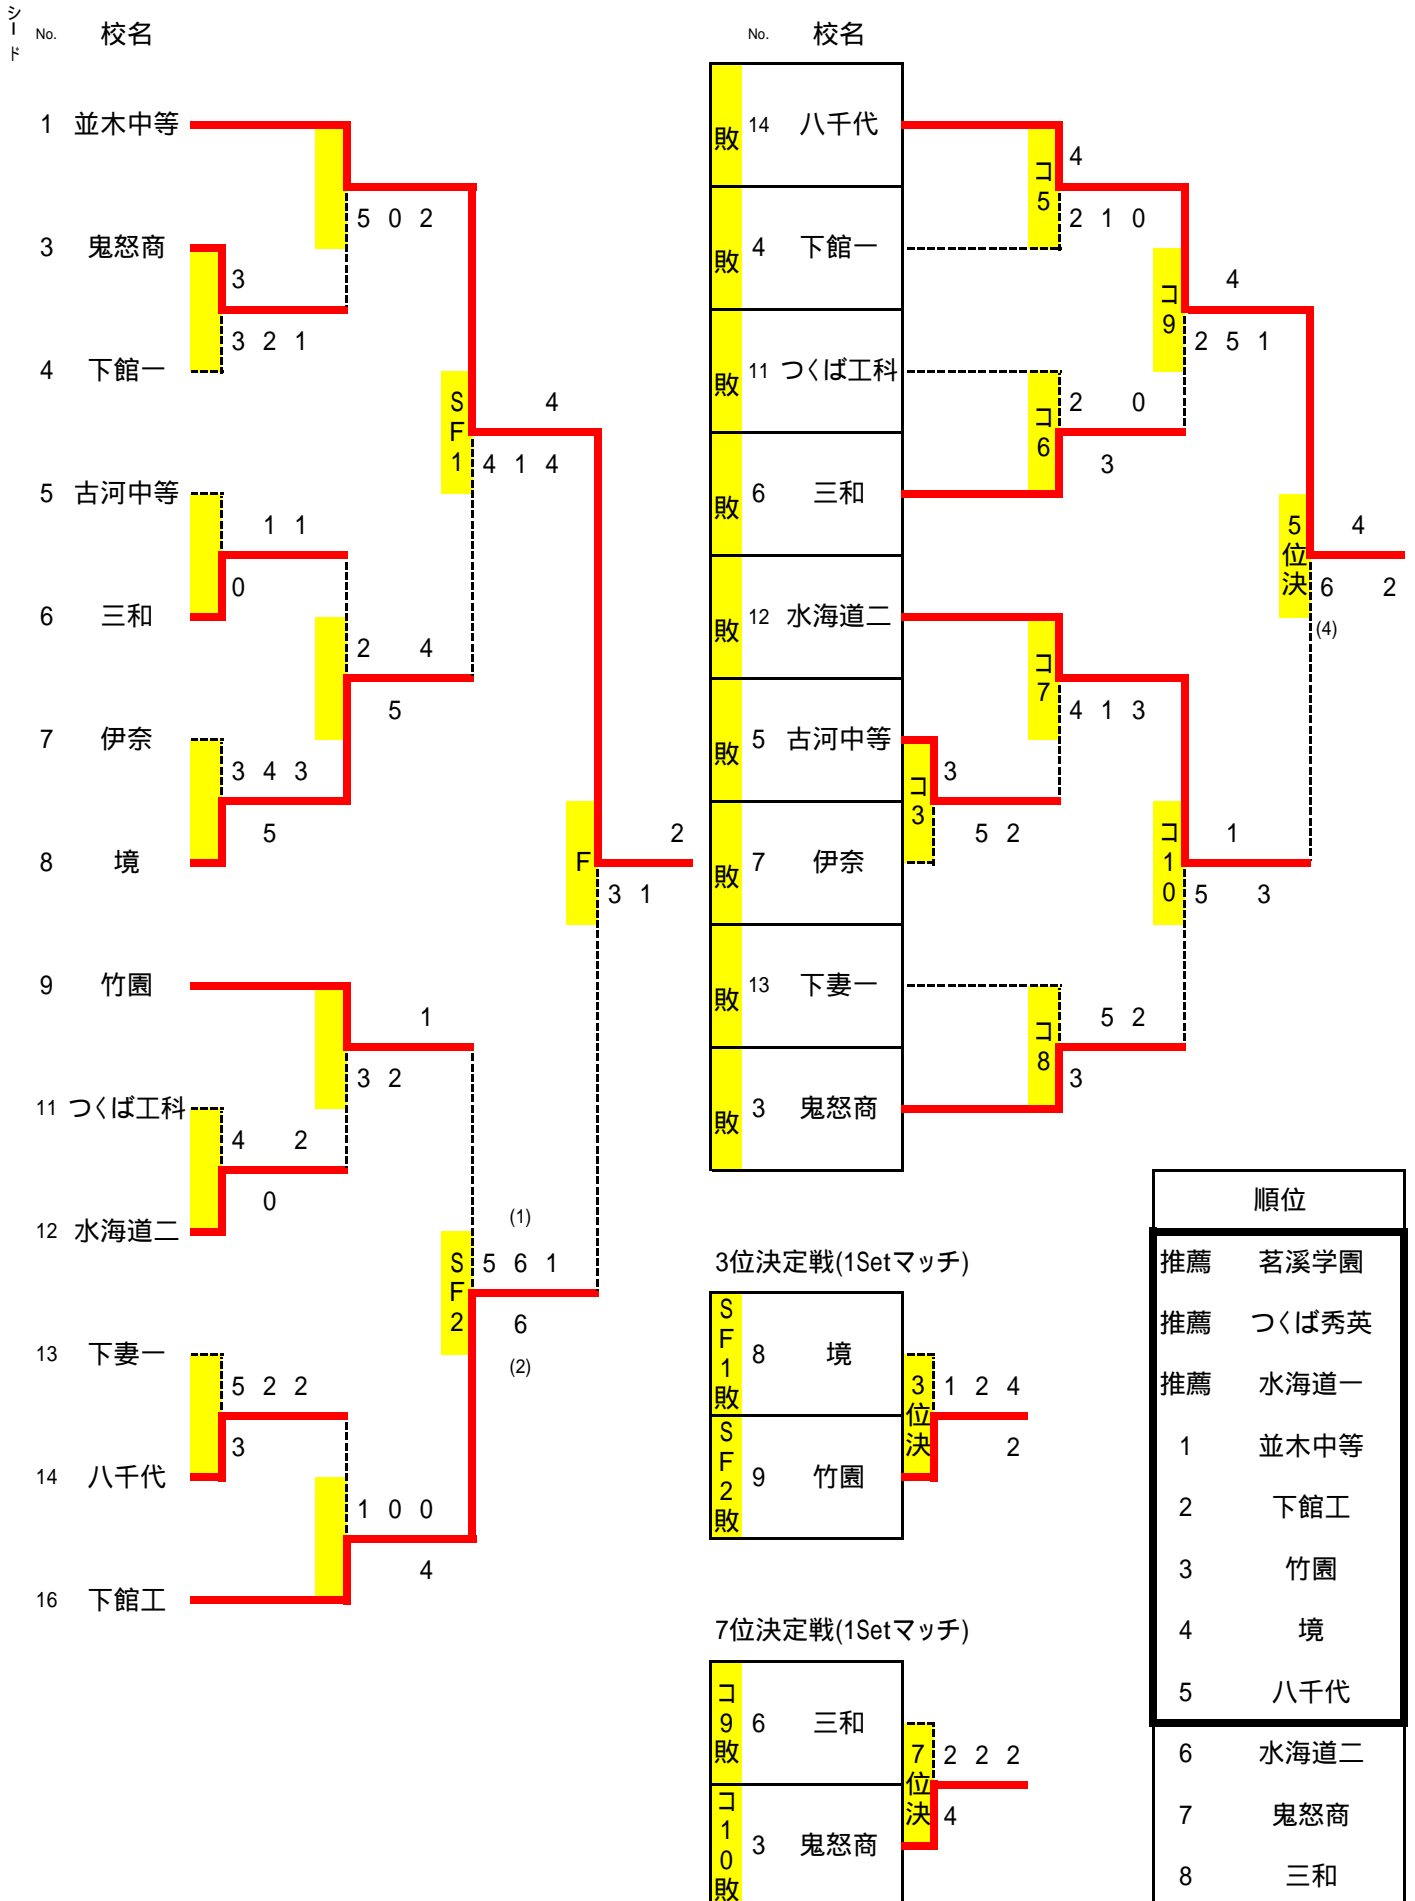 シード No. 校名
1 並木中等
5 0 2
3 鬼怒商
3
3 2 1
4 下館一
SF1
4
4 1 4
5 古河中等
1 1
0
6 三和
2 4
5
7 伊奈
3 4 3
5
8 境
F
2
3 1
9 竹園
1
3 2
11 つくば工科
4 2
0
12 水海道二
SF2
(1)
5 6 1
6
(2)
13 下妻一
5 2 2
3
14 八千代
1 0 0
4
16 下館工
No. 校名
敗 14 八千代
コ5
4
2 1 0
敗 4 下館一
コ9
4
2 5 1
敗 11 つくば工科
コ6
2 0
3
敗 6 三和
5位決
4
6 2
(4)
敗 12 水海道二
コ7
4 1 3
敗 5 古河中等
コ3
3
5 2
敗 7 伊奈
コ10
1
5 3
敗 13 下妻一
コ8
5 2
3
敗 3 鬼怒商
3位決定戦(1Setマッチ)
SF1敗 8 境
3位決
1 2 4
2
SF2敗 9 竹園
7位決定戦(1Setマッチ)
コ9敗 6 三和
7位決
2 2 2
4
コ10敗 3 鬼怒商
順位
推薦 茗溪学園
推薦 つくば秀英
推薦 水海道一
1 並木中等
2 下館工
3 竹園
4 境
5 八千代
6 水海道二
7 鬼怒商
8 三和